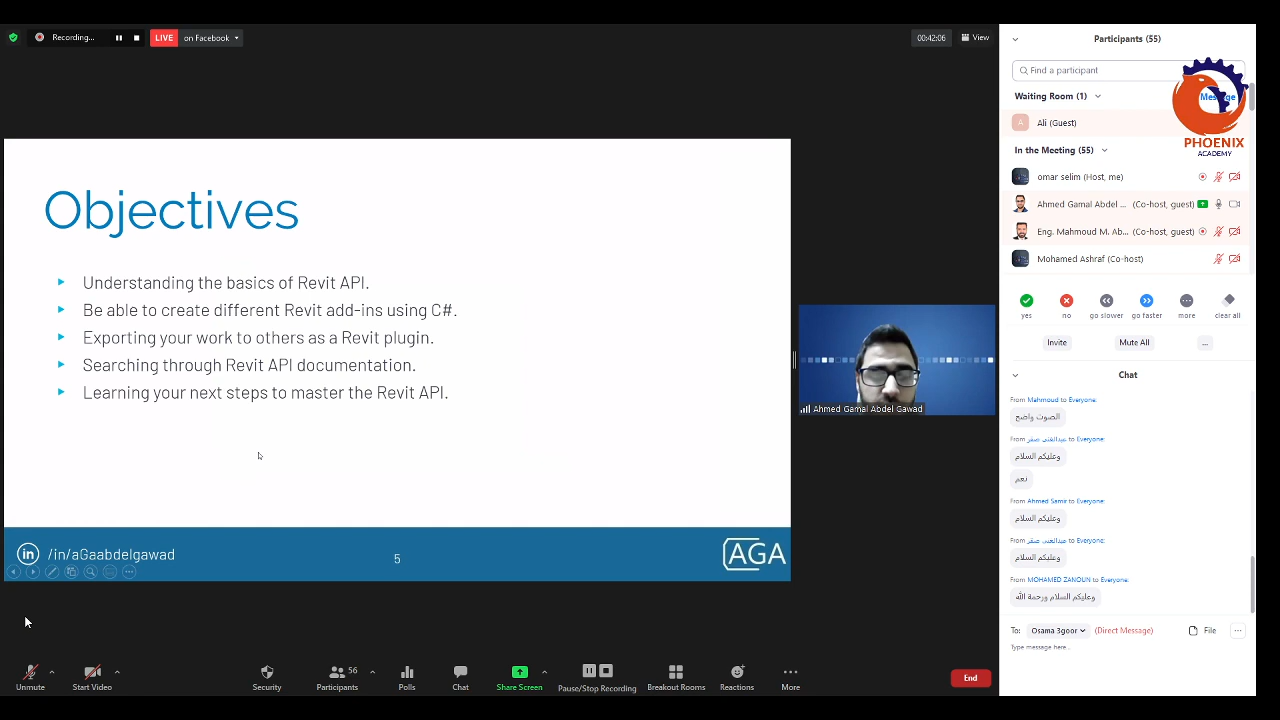 Recording...
LIVE on Facebook
00:42:06
View
Objectives
Understanding the basics of Revit API.
Be able to create different Revit add-ins using C#.
Exporting your work to others as a Revit plugin.
Searching through Revit API documentation.
Learning your next steps to master the Revit API.
in /in/aGaabdelgawad
5
AGA
Ahmed Gamal Abdel Gawad
Participants (55)
Find a participant
Waiting Room (1)
Message
A Ali (Guest)
PHOENIX
ACADEMY
In the Meeting (55)
omar selim (Host, me)
Ahmed Gamal Abdel ... (Co-host, guest)
Eng. Mahmoud M. Ab... (Co-host, guest)
Mohamed Ashraf (Co-host)
yes no go slower go faster more clear all
Invite Mute All ...
Chat
From Mahmoud to Everyone:
الصوت واضح
From عبدالغنى صقر to Everyone:
وعليكم السلام
نعم
From Ahmed Samir to Everyone:
وعليكم السلام
From عبدالغنى صقر to Everyone:
وعليكم السلام
From MOHAMED ZANOUN to Everyone:
وعليكم السلام ورحمة الله
To: Osama 3goor (Direct Message) File ...
Type message here...
Unmute Start Video Security Participants 56 Polls Chat Share Screen Pause/Stop Recording Breakout Rooms Reactions More End